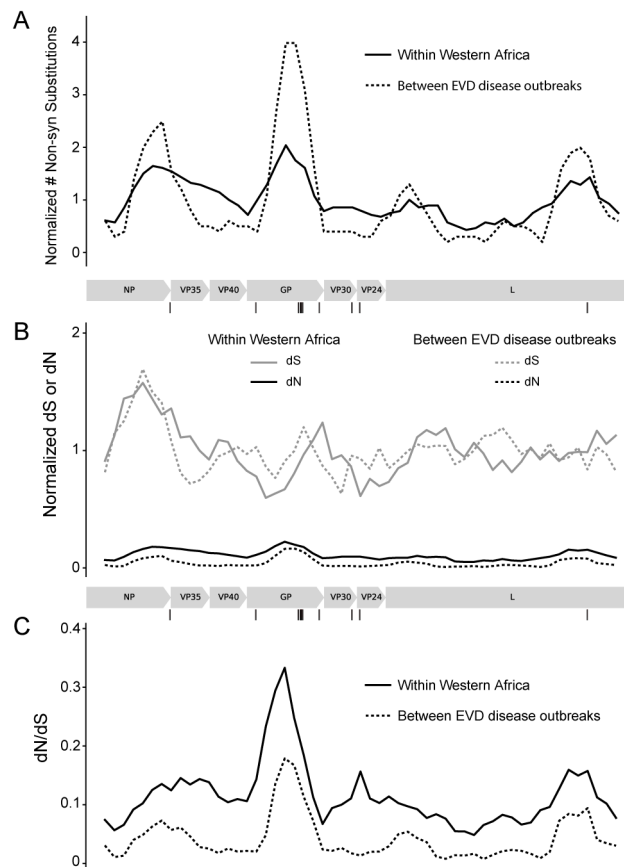 A
Normalized # Non-syn Substitutions
4
3
2
1
0
Within Western Africa
Between EVD disease outbreaks
NP VP35 VP40 GP VP30 VP24 L
B
Normalized dS or dN
2
1
0
Within Western Africa
dS
dN
Between EVD disease outbreaks
dS
dN
NP VP35 VP40 GP VP30 VP24 L
C
dN/dS
0.4
0.3
0.2
0.1
0
Within Western Africa
Between EVD disease outbreaks